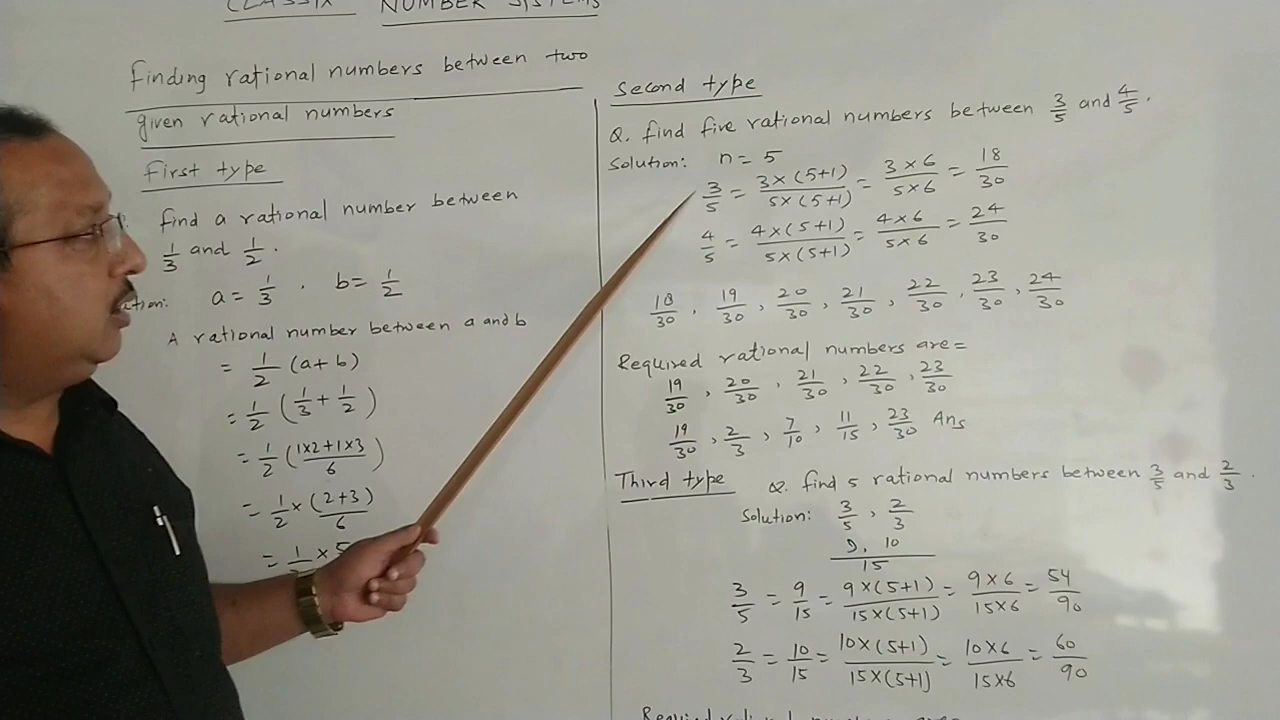 CLASS IX NUMBER SYSTEMS
Finding rational numbers between two
given rational numbers
First type
Find a rational number between
1/3 and 1/2.
a = 1/3 , b = 1/2
A rational number between a and b
= 1/2 (a+b)
= 1/2 (1/3 + 1/2)
= 1/2 ((1×2+1×3)/6)
= 1/2 × (2+3)/6
Second type
Q. find five rational numbers between 3/5 and 4/5.
Solution: n = 5
3/5 = 3×(5+1)/5×(5+1) = 3×6/5×6 = 18/30
4/5 = 4×(5+1)/5×(5+1) = 4×6/5×6 = 24/30
18/30, 19/30, 20/30, 21/30, 22/30, 23/30, 24/30
Required rational numbers are =
19/30, 20/30, 21/30, 22/30, 23/30
19/30, 2/3, 7/10, 11/15, 23/30 Ans
Third type Q. find 5 rational numbers between 3/5 and 2/3.
Solution: 3/5, 2/3
9, 10
15
3/5 = 9/15 = 9×(5+1)/15×(5+1) = 9×6/15×6 = 54/90
2/3 = 10/15 = 10×(5+1)/15×(5+1) = 10×6/15×6 = 60/90